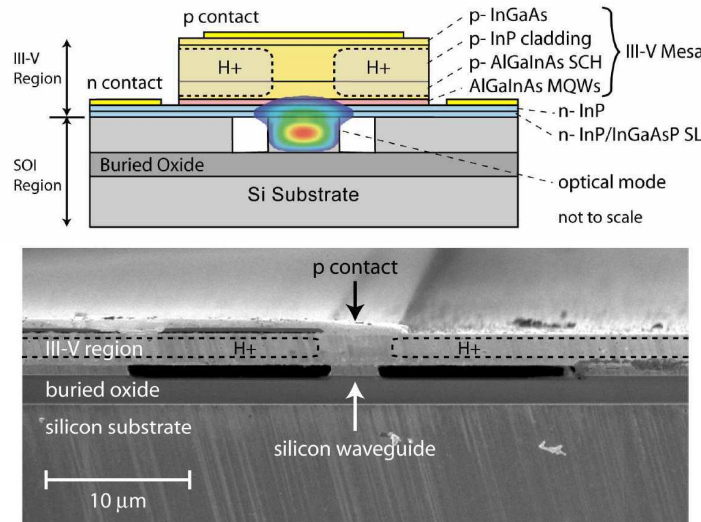 p contact
p- InGaAs
p- InP cladding
p- AlGaInAs SCH
AlGaInAs MQWs
III-V Mesa
III-V
Region
n contact
H+
H+
n- InP
n- InP/InGaAsP SL
SOI
Region
Buried Oxide
Si Substrate
optical mode
not to scale
p contact
III-V region
H+
H+
buried oxide
silicon substrate
silicon waveguide
10 μm